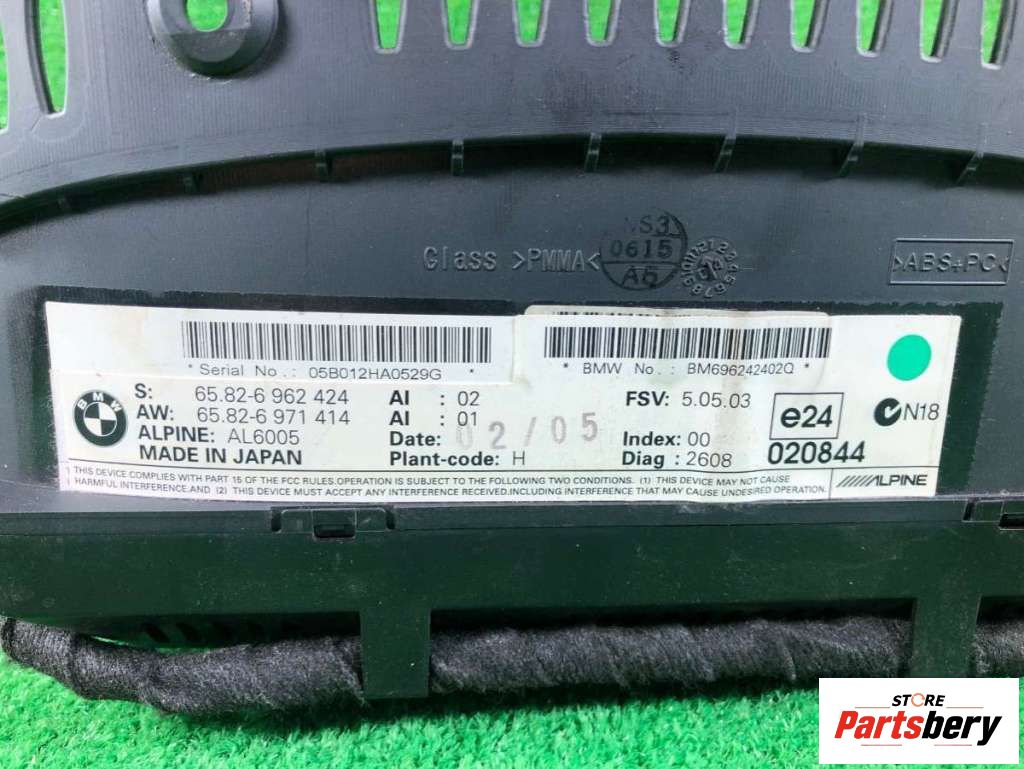 VS3
0615
A5
Glass >PMMA<
>ABS+PC<
* Serial No. : 05B012HA0529G *
* BMW No. : BM696242402Q *
BMW
S: 65.82-6 962 424 AI : 02 FSV: 5.05.03
AW: 65.82-6 971 414 AI : 01
ALPINE: AL6005 Date: 02/05 Index: 00
MADE IN JAPAN Plant-code: H Diag : 2608
e24
020844
N18
ALPINE
THIS DEVICE COMPLIES WITH PART 15 OF THE FCC RULES.OPERATION IS SUBJECT TO THE FOLLOWING TWO CONDITIONS. (1) THIS DEVICE MAY NOT CAUSE
HARMFUL INTERFERENCE,AND (2) THIS DEVICE MUST ACCEPT ANY INTERFERENCE RECEIVED,INCLUDING INTERFERENCE THAT MAY CAUSE UNDESIRED OPERATION.
STORE
Partsbery